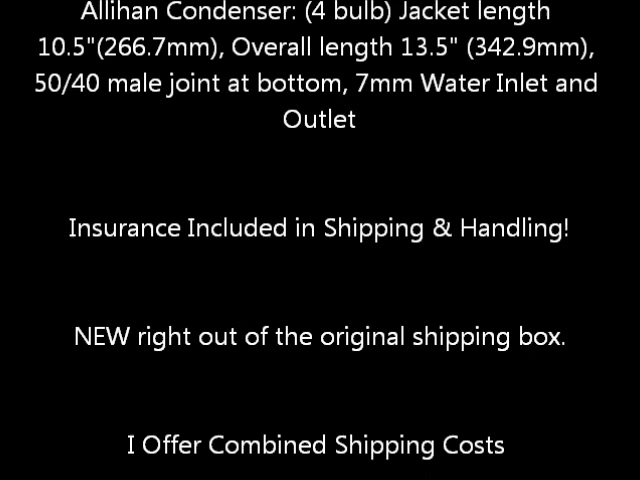 Allihan Condenser: (4 bulb) Jacket length
10.5"(266.7mm), Overall length 13.5" (342.9mm),
50/40 male joint at bottom, 7mm Water Inlet and
Outlet
Insurance Included in Shipping & Handling!
NEW right out of the original shipping box.
I Offer Combined Shipping Costs